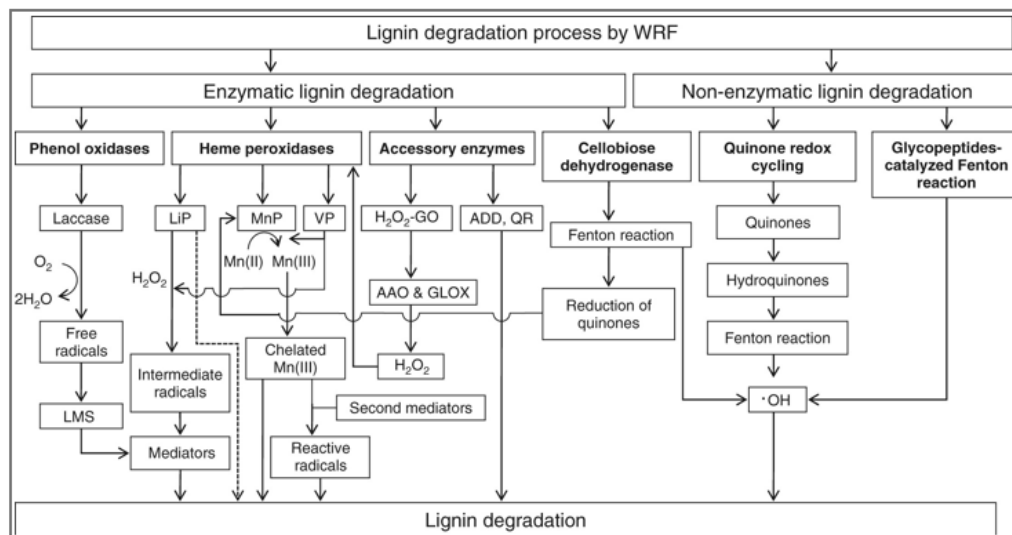 Lignin degradation process by WRF
Enzymatic lignin degradation
Non-enzymatic lignin degradation
Phenol oxidases
Heme peroxidases
Accessory enzymes
Cellobiose
dehydrogenase
Quinone redox
cycling
Glycopeptides-
catalyzed Fenton
reaction
Laccase
LiP
MnP
VP
H₂O₂-GO
ADD, QR
Fenton reaction
Quinones
O₂
2H₂O
H₂O₂
Mn(II)
Mn(III)
AAO & GLOX
Reduction of
quinones
Hydroquinones
Free
radicals
Chelated
Mn(III)
H₂O₂
Fenton reaction
Intermediate
radicals
LMS
Second mediators
·OH
Mediators
Reactive
radicals
Lignin degradation